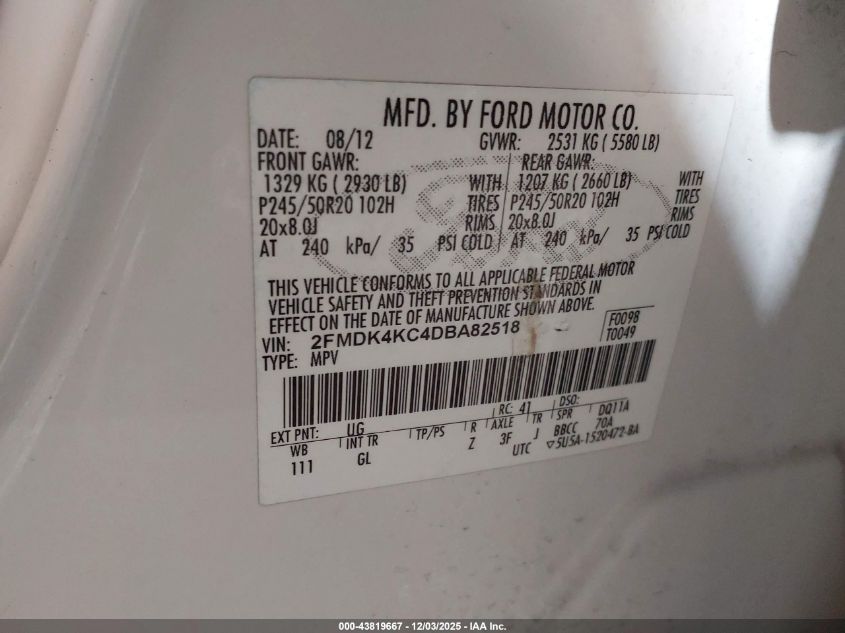 MFD. BY FORD MOTOR CO.
DATE: 08/12 GVWR: 2531 KG ( 5580 LB)
FRONT GAWR: REAR GAWR:
1329 KG ( 2930 LB) WITH 1207 KG ( 2660 LB) WITH
P245/50R20 102H TIRES P245/50R20 102H TIRES
20x8.0J RIMS 20x8.0J RIMS
AT 240 kPa/ 35 PSI COLD AT 240 kPa/ 35 PSI COLD
Ford
THIS VEHICLE CONFORMS TO ALL APPLICABLE FEDERAL MOTOR
VEHICLE SAFETY AND THEFT PREVENTION STANDARDS IN
EFFECT ON THE DATE OF MANUFACTURE SHOWN ABOVE.
VIN: 2FMDK4KC4DBA82518 F0098
TYPE: MPV T0049
EXT PNT: UG RC: 41 DSO:
WB INT TR TP/PS R AXLE TR SPR DQ11A
111 GL Z 3F J BBCC 70A
UTC ▽5U5A-1520472-BA
000-43819667 - 12/03/2025 - IAA Inc.